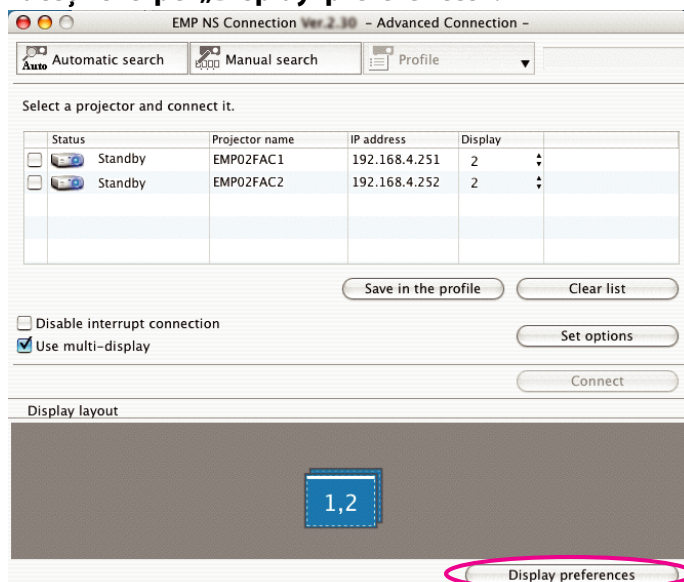 EMP NS Connection Ver.2.30 - Advanced Connection -
Auto Automatic search Manual search Profile
Select a projector and connect it.
Status Projector name IP address Display
Standby EMP02FAC1 192.168.4.251 2
Standby EMP02FAC2 192.168.4.252 2
Save in the profile Clear list
Disable interrupt connection
Use multi-display
Set options
Connect
Display layout
1,2
Display preferences